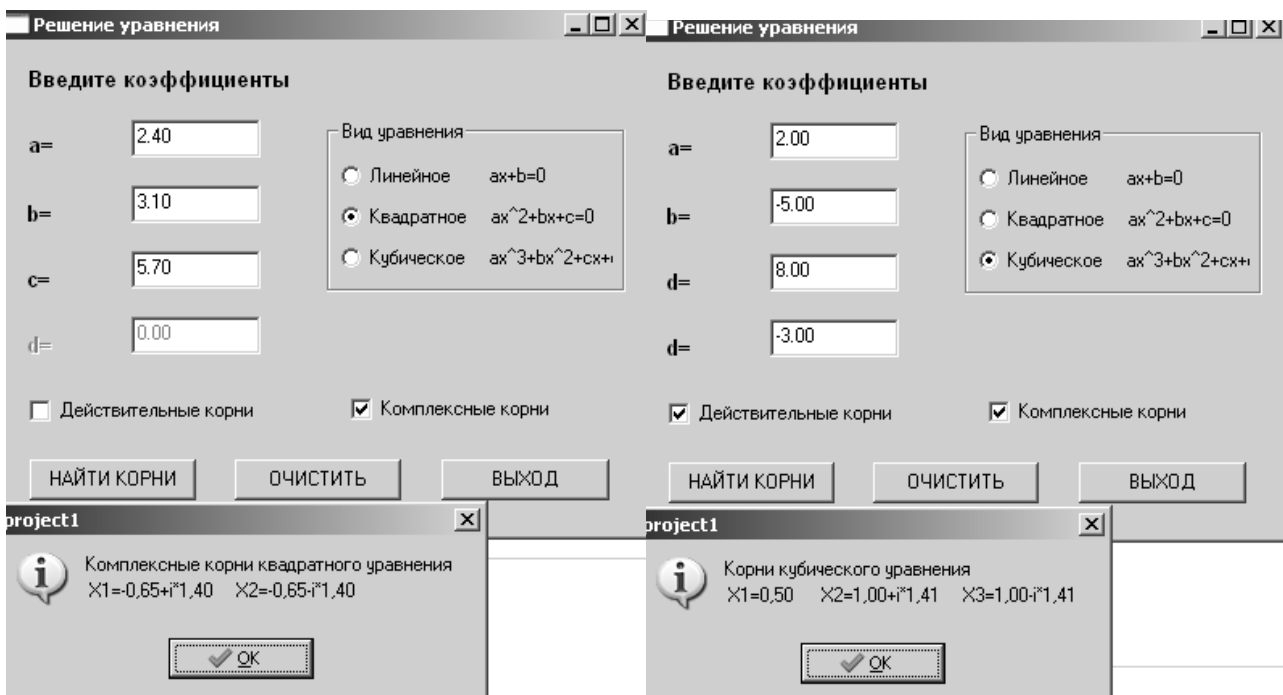 Решение уравнения
Введите коэффициенты
a= 2.40
b= 3.10
c= 5.70
d= 0.00
Вид уравнения
Линейное ax+b=0
Квадратное ax^2+bx+c=0
Кубическое ax^3+bx^2+cx+
Действительные корни Комплексные корни
НАЙТИ КОРНИ ОЧИСТИТЬ ВЫХОД
project1
Комплексные корни квадратного уравнения
X1=-0,65+i*1,40 X2=-0,65-i*1,40
OK
Решение уравнения
Введите коэффициенты
a= 2.00
b= -5.00
d= 8.00
d= -3.00
Вид уравнения
Линейное ax+b=0
Квадратное ax^2+bx+c=0
Кубическое ax^3+bx^2+cx+
Действительные корни Комплексные корни
НАЙТИ КОРНИ ОЧИСТИТЬ ВЫХОД
project1
Корни кубического уравнения
X1=0,50 X2=1,00+i*1,41 X3=1,00-i*1,41
OK